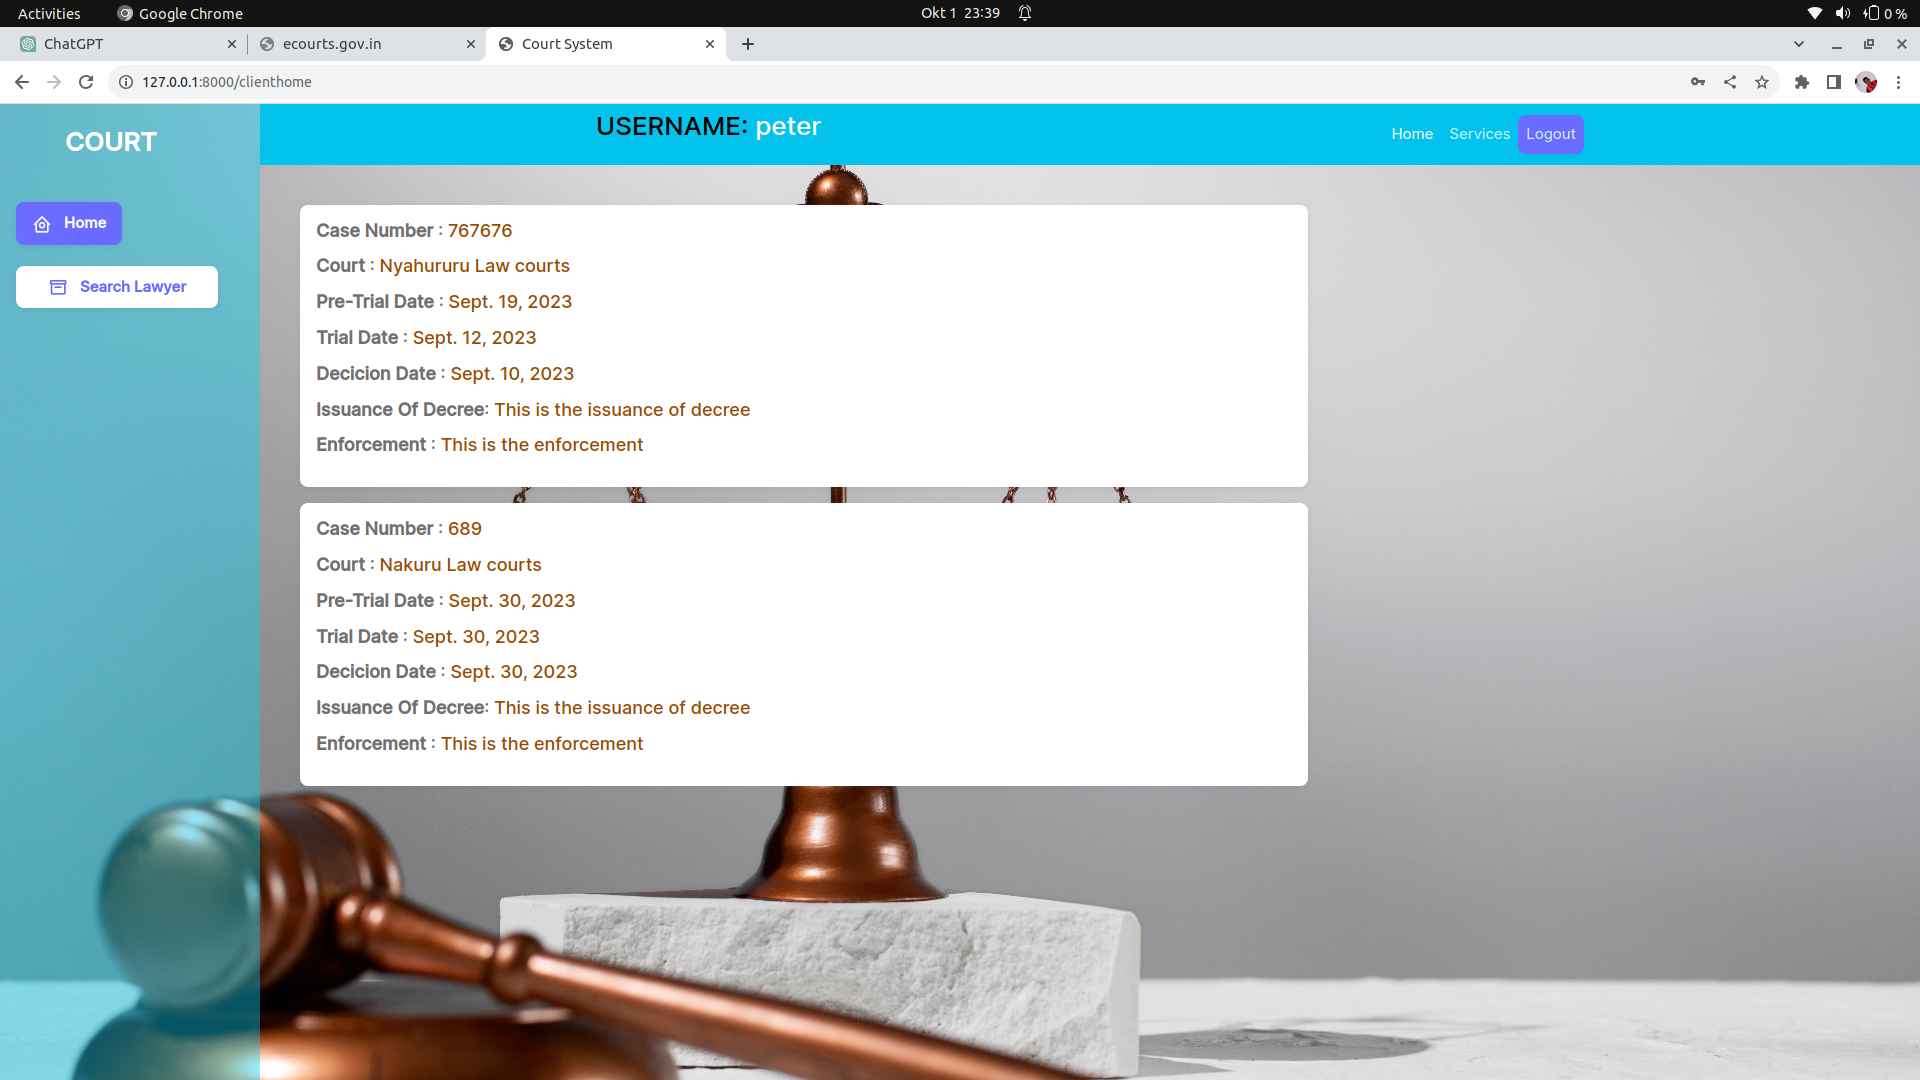 Activities Google Chrome Okt 1 23:39 0 %
ChatGPT ecourts.gov.in Court System
127.0.0.1:8000/clienthome
COURT
USERNAME: peter
Home Services Logout
Home
Search Lawyer
Case Number : 767676
Court : Nyahururu Law courts
Pre-Trial Date : Sept. 19, 2023
Trial Date : Sept. 12, 2023
Decicion Date : Sept. 10, 2023
Issuance Of Decree: This is the issuance of decree
Enforcement : This is the enforcement
Case Number : 689
Court : Nakuru Law courts
Pre-Trial Date : Sept. 30, 2023
Trial Date : Sept. 30, 2023
Decicion Date : Sept. 30, 2023
Issuance Of Decree: This is the issuance of decree
Enforcement : This is the enforcement